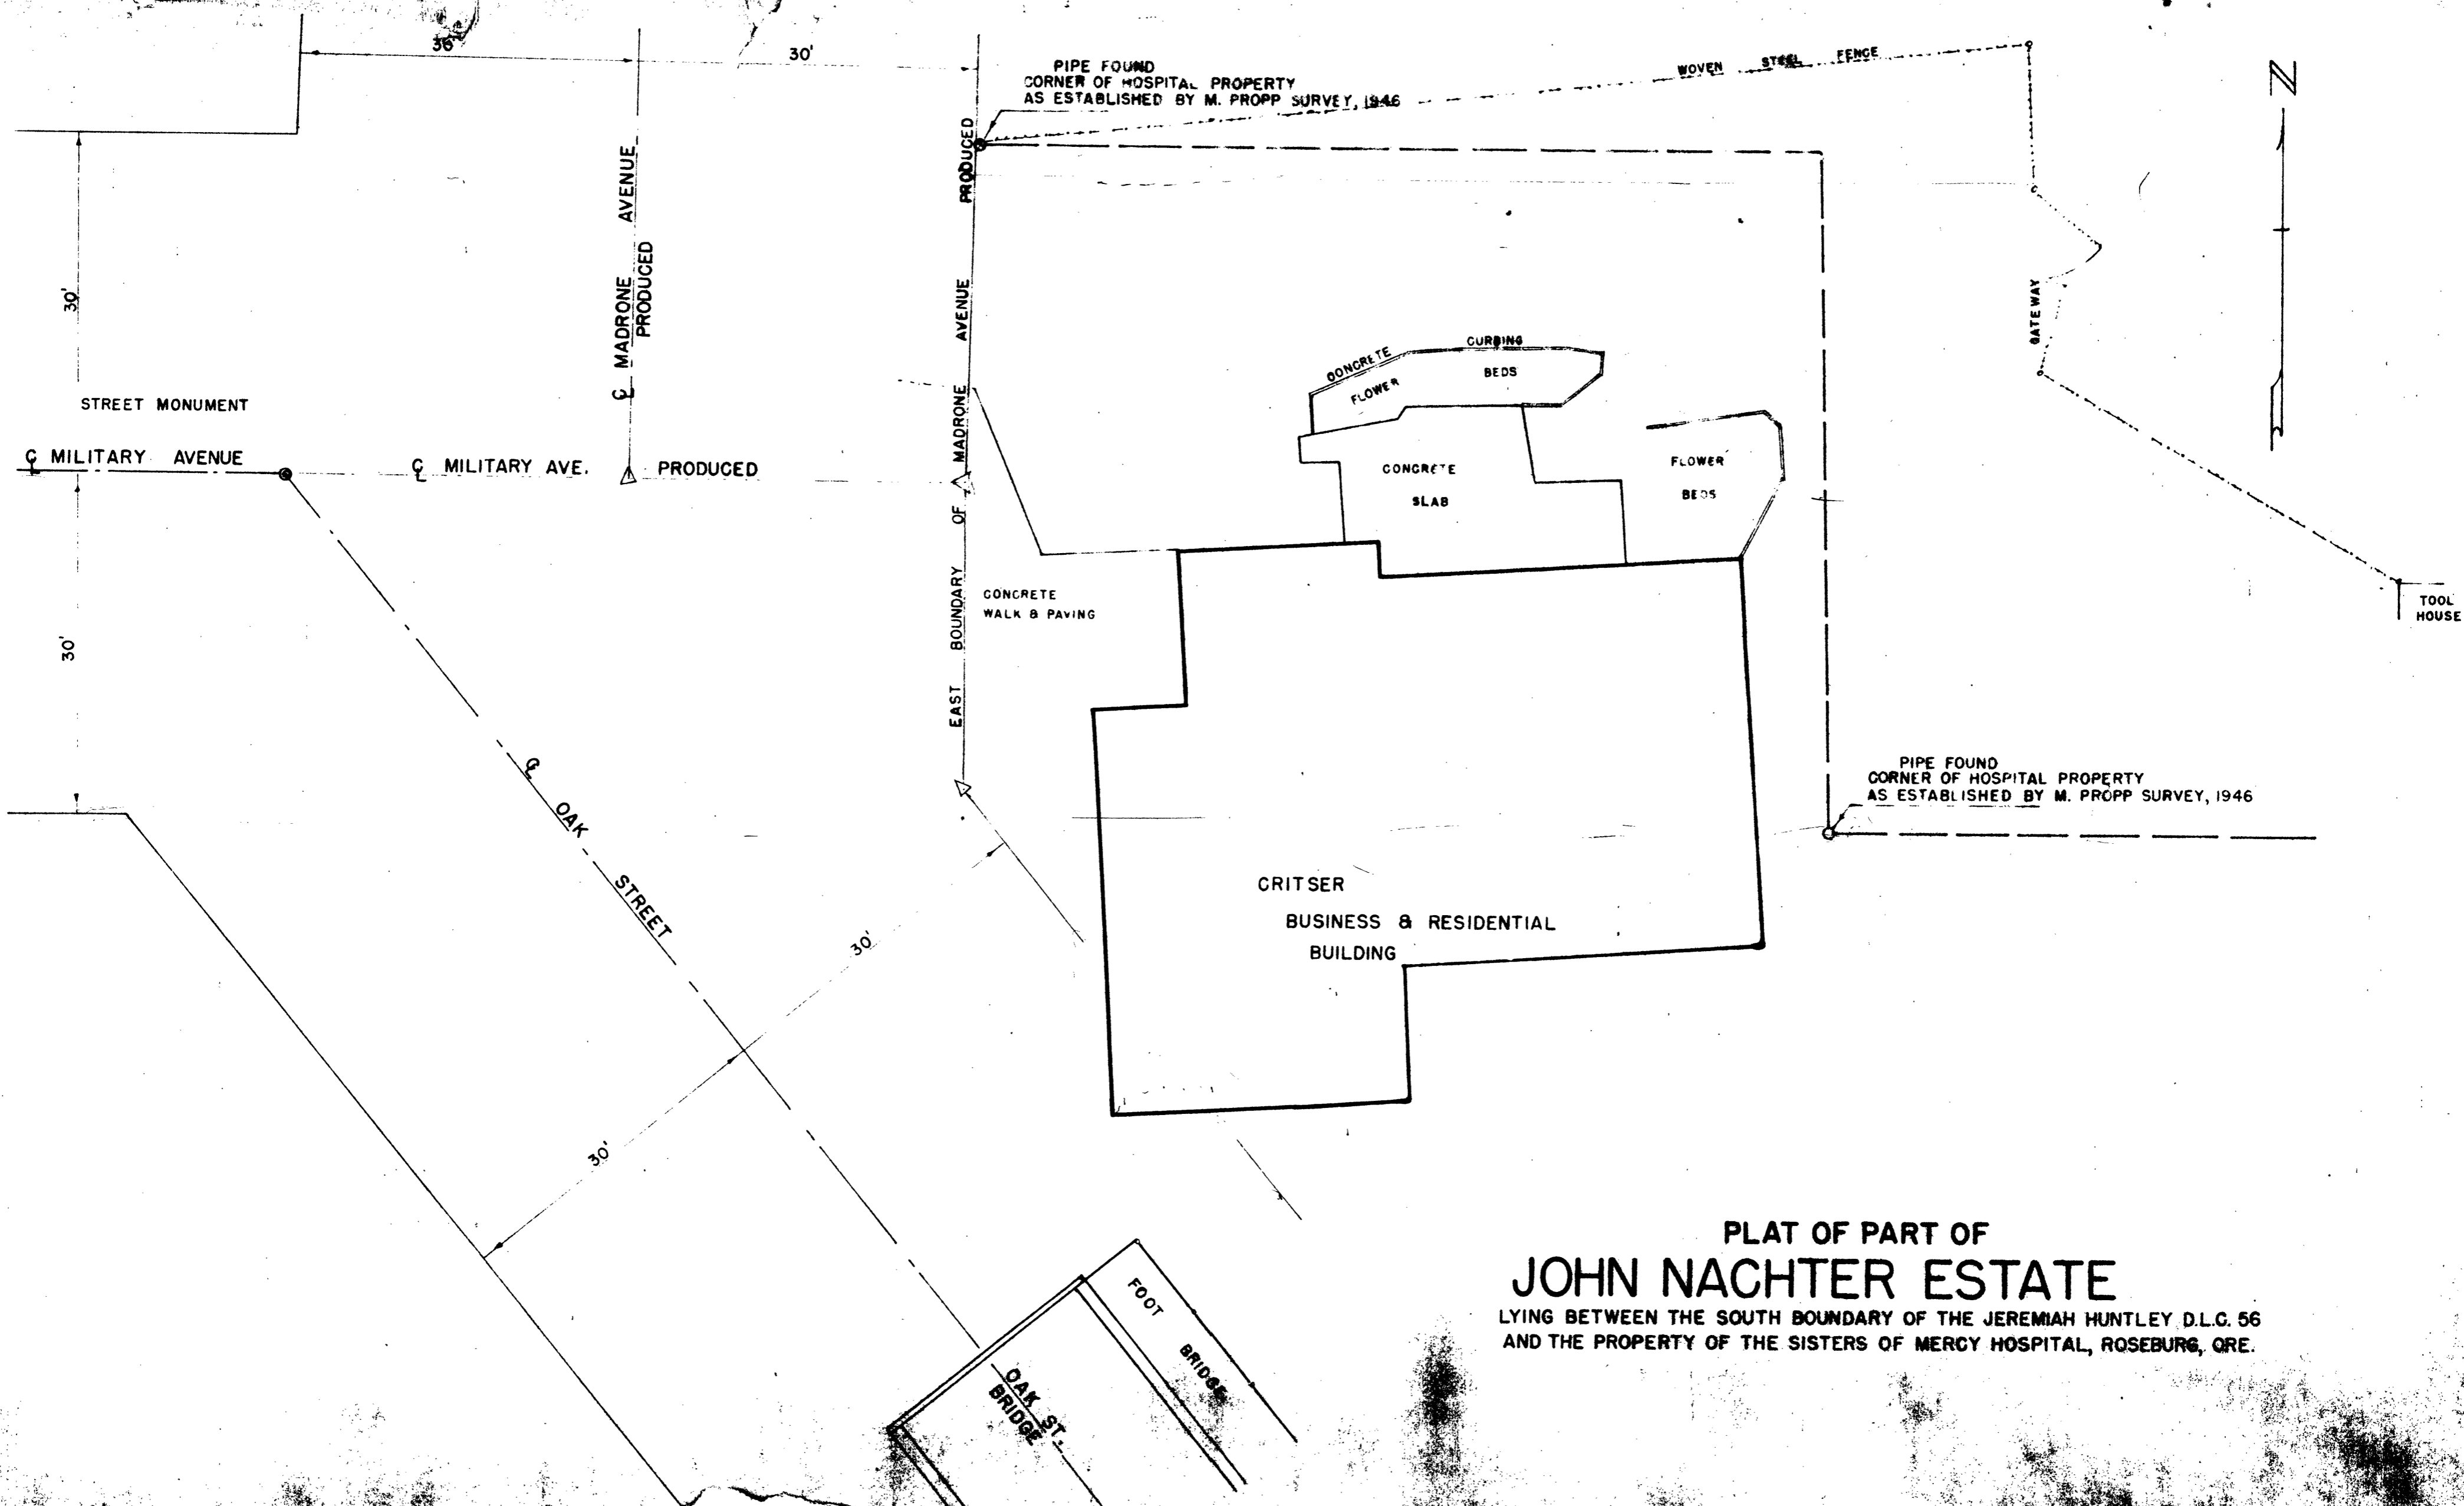 36'
30'
PIPE FOUND
CORNER OF HOSPITAL PROPERTY
AS ESTABLISHED BY M. PROPP SURVEY, 1946
WOVEN STEEL FENCE
N
30'
℄ MADRONE AVENUE
PRODUCED
EAST BOUNDARY OF MADRONE AVENUE PRODUCED
GATEWAY
CONCRETE CURBING
FLOWER BEDS
STREET MONUMENT
℄ MILITARY AVENUE
℄ MILITARY AVE. PRODUCED
CONCRETE
SLAB
FLOWER
BEDS
CONCRETE
WALK & PAVING
TOOL
HOUSE
30'
℄ OAK STREET
PIPE FOUND
CORNER OF HOSPITAL PROPERTY
AS ESTABLISHED BY M. PROPP SURVEY, 1946
CRITSER
BUSINESS & RESIDENTIAL
BUILDING
30'
30'
FOOT BRIDGE
OAK ST.
BRIDGE
PLAT OF PART OF
JOHN NACHTER ESTATE
LYING BETWEEN THE SOUTH BOUNDARY OF THE JEREMIAH HUNTLEY D.L.C. 56
AND THE PROPERTY OF THE SISTERS OF MERCY HOSPITAL, ROSEBURG, ORE.